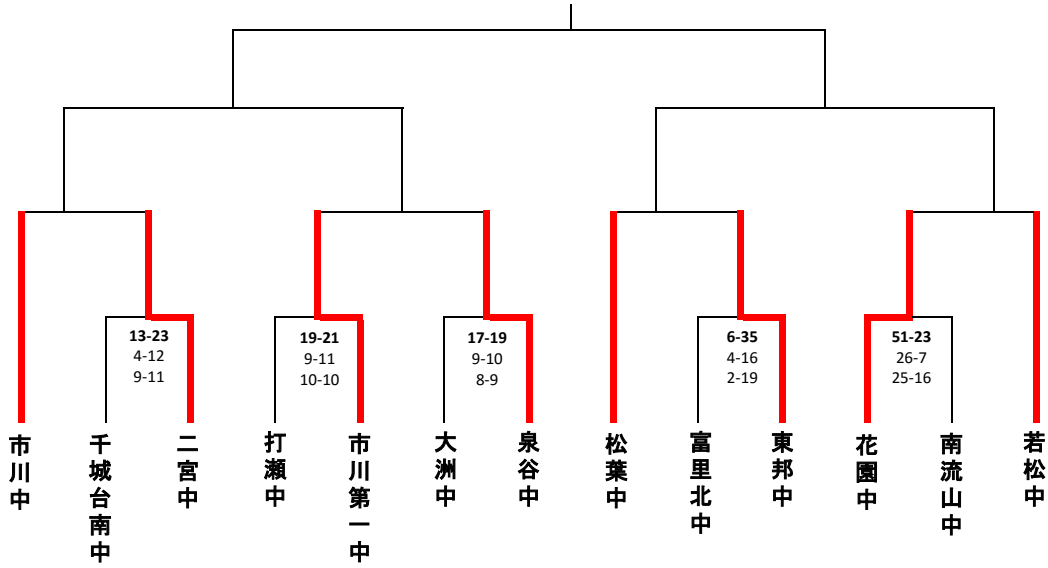 13-23
4-12
9-11
19-21
9-11
10-10
17-19
9-10
8-9
6-35
4-16
2-19
51-23
26-7
25-16
市川中
千城台南中
二宮中
打瀬中
市川第一中
大洲中
泉谷中
松葉中
富里北中
東邦中
花園中
南流山中
若松中